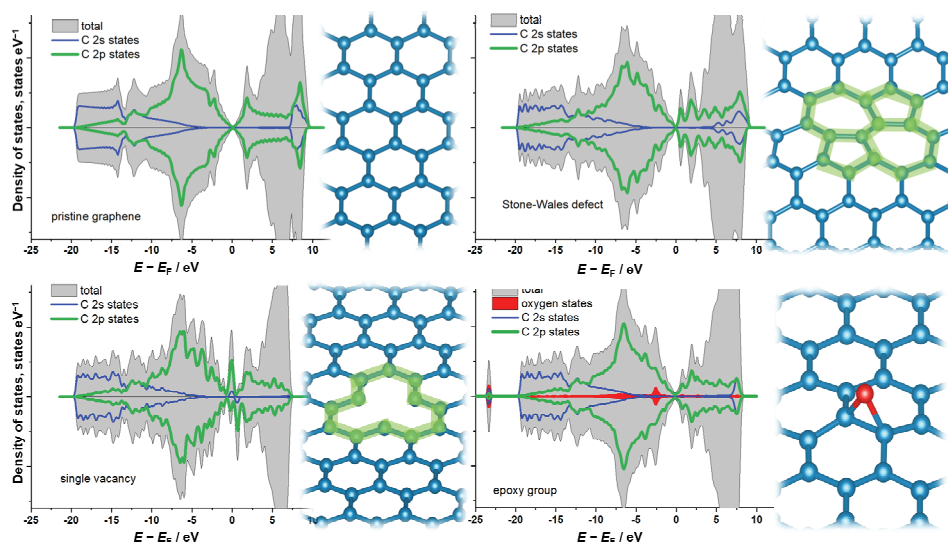 Density of states, states eV⁻¹
total
C 2s states
C 2p states
pristine graphene
-25 -20 -15 -10 -5 0 5 10
E − E_F / eV
total
C 2s states
C 2p states
Stone-Wales defect
-25 -20 -15 -10 -5 0 5 10
E − E_F / eV
Density of states, states eV⁻¹
total
C 2s states
C 2p states
single vacancy
-25 -20 -15 -10 -5 0 5 10
E − E_F / eV
total
oxygen states
C 2s states
C 2p states
epoxy group
-25 -20 -15 -10 -5 0 5 10
E − E_F / eV